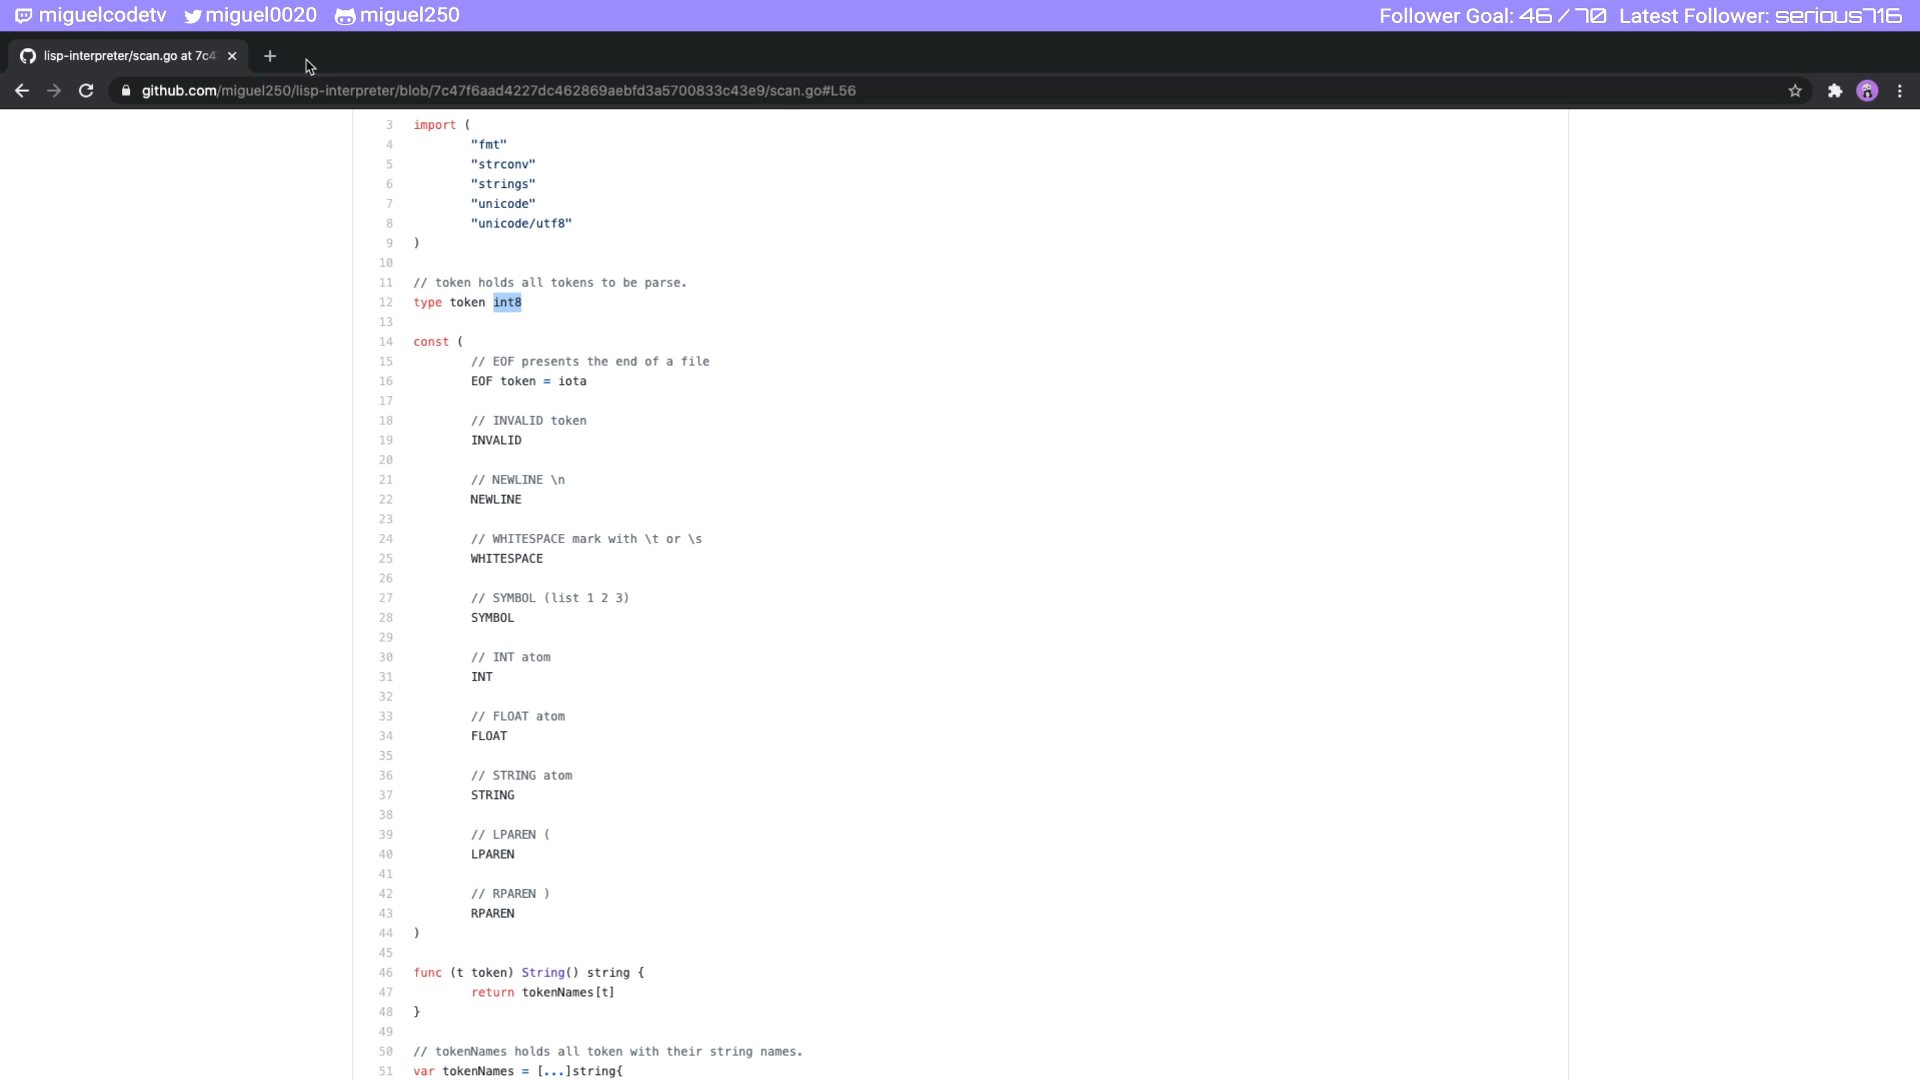 miguelcodetv miguel0020 miguel250 Follower Goal: 46 / 70 Latest Follower: serious716
lisp-interpreter/scan.go at 7c4
github.com/miguel250/lisp-interpreter/blob/7c47f6aad4227dc462869aebfd3a5700833c43e9/scan.go#L56
3 import (
4 "fmt"
5 "strconv"
6 "strings"
7 "unicode"
8 "unicode/utf8"
9 )
10
11 // token holds all tokens to be parse.
12 type token int8
13
14 const (
15 // EOF presents the end of a file
16 EOF token = iota
17
18 // INVALID token
19 INVALID
20
21 // NEWLINE \n
22 NEWLINE
23
24 // WHITESPACE mark with \t or \s
25 WHITESPACE
26
27 // SYMBOL (list 1 2 3)
28 SYMBOL
29
30 // INT atom
31 INT
32
33 // FLOAT atom
34 FLOAT
35
36 // STRING atom
37 STRING
38
39 // LPAREN (
40 LPAREN
41
42 // RPAREN )
43 RPAREN
44 )
45
46 func (t token) String() string {
47 return tokenNames[t]
48 }
49
50 // tokenNames holds all token with their string names.
51 var tokenNames = [...]string{